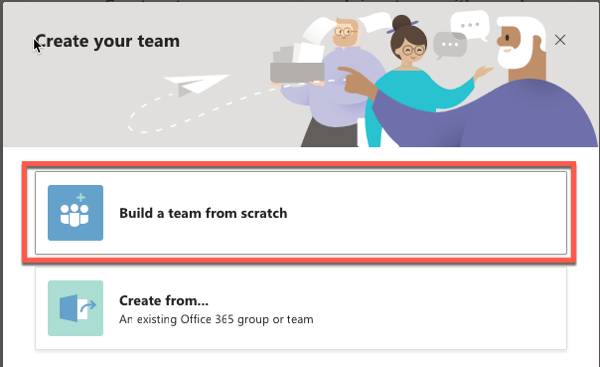 Create your team
Build a team from scratch
Create from...
An existing Office 365 group or team